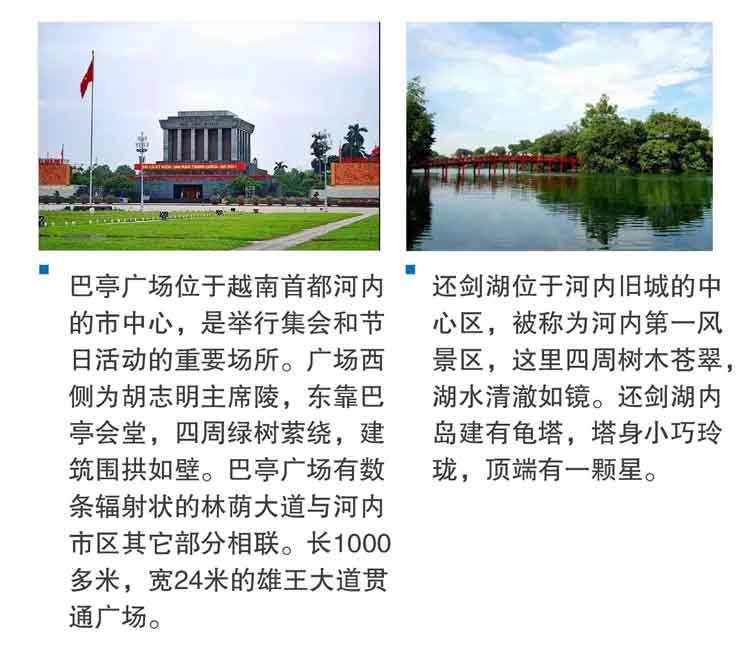 巴亭广场位于越南首都河内
的市中心，是举行集会和节
日活动的重要场所。广场西
侧为胡志明主席陵，东靠巴
亭会堂，四周绿树萦绕，建
筑围拱如壁。巴亭广场有数
条辐射状的林荫大道与河内
市区其它部分相联。长1000
多米，宽24米的雄王大道贯
通广场。
还剑湖位于河内旧城的中
心区，被称为河内第一风
景区，这里四周树木苍翠，
湖水清澈如镜。还剑湖内
岛建有龟塔，塔身小巧玲
珑，顶端有一颗星。